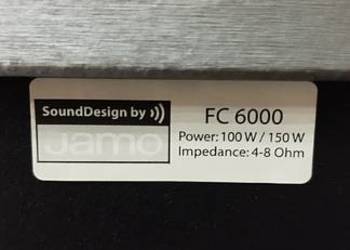 SoundDesign by
Jamo
FC 6000
Power: 100 W / 150 W
Impedance: 4-8 Ohm